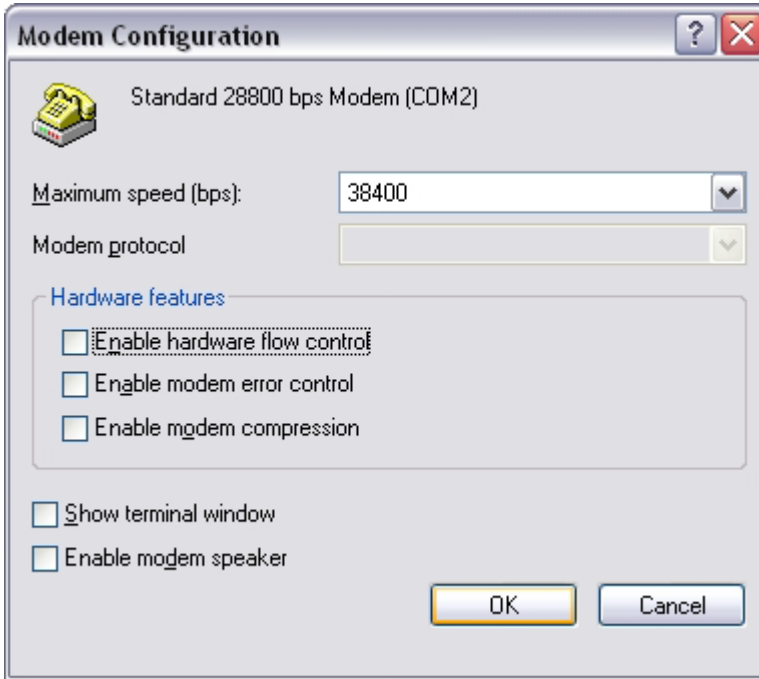 Modem Configuration
Standard 28800 bps Modem (COM2)
Maximum speed (bps): 38400
Modem protocol
Hardware features
Enable hardware flow control
Enable modem error control
Enable modem compression
Show terminal window
Enable modem speaker
OK Cancel